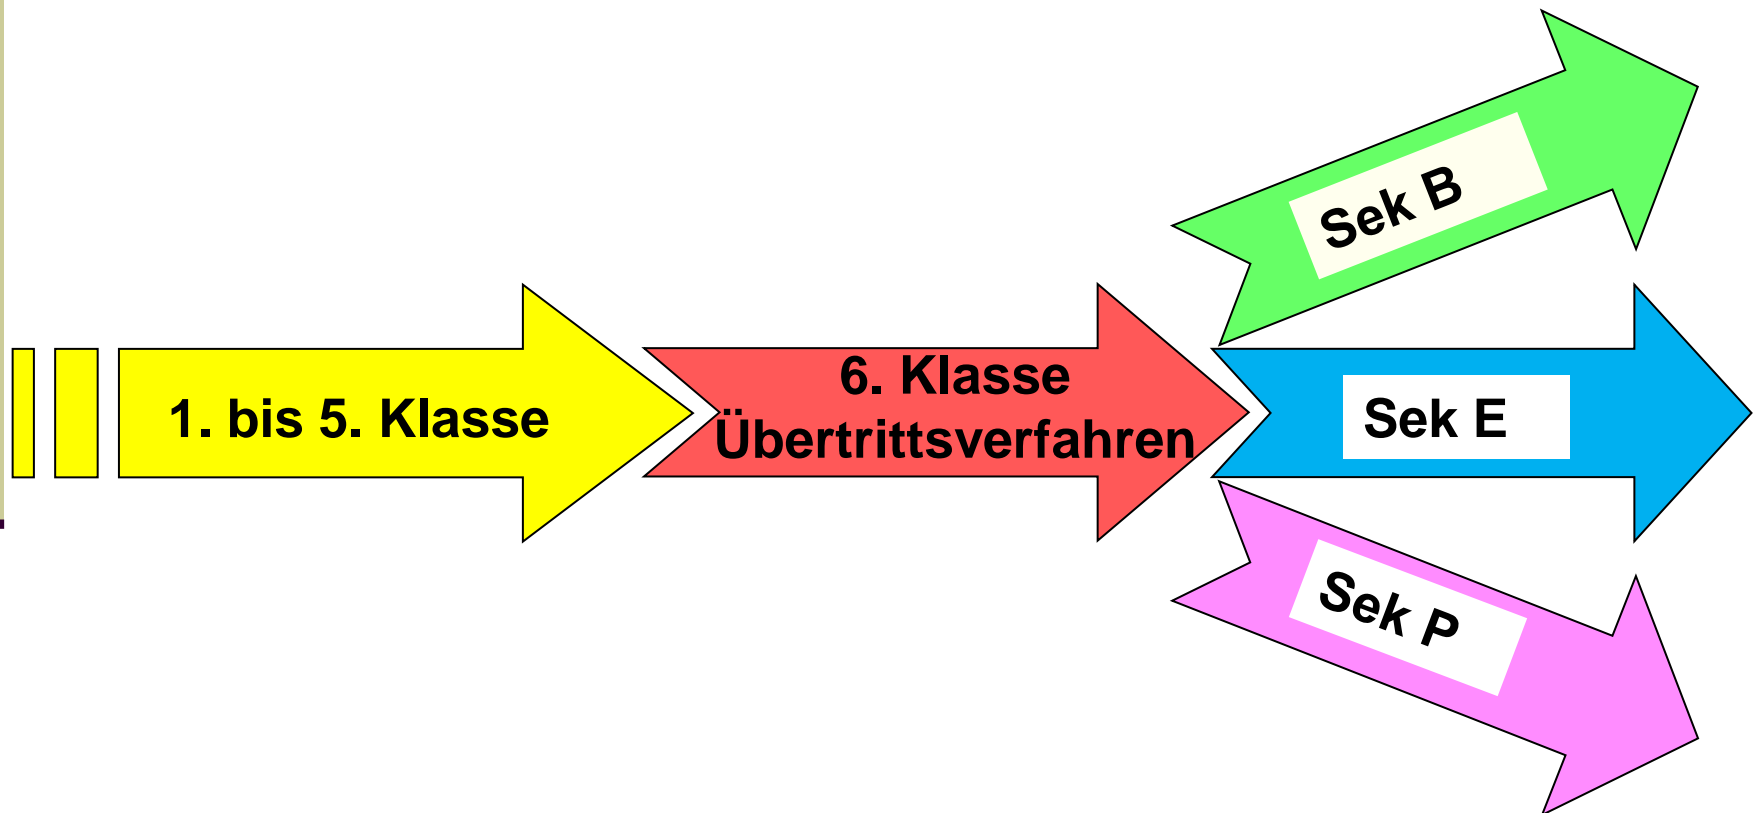 1. bis 5. Klasse
6. Klasse
Übertrittsverfahren
Sek B
Sek E
Sek P